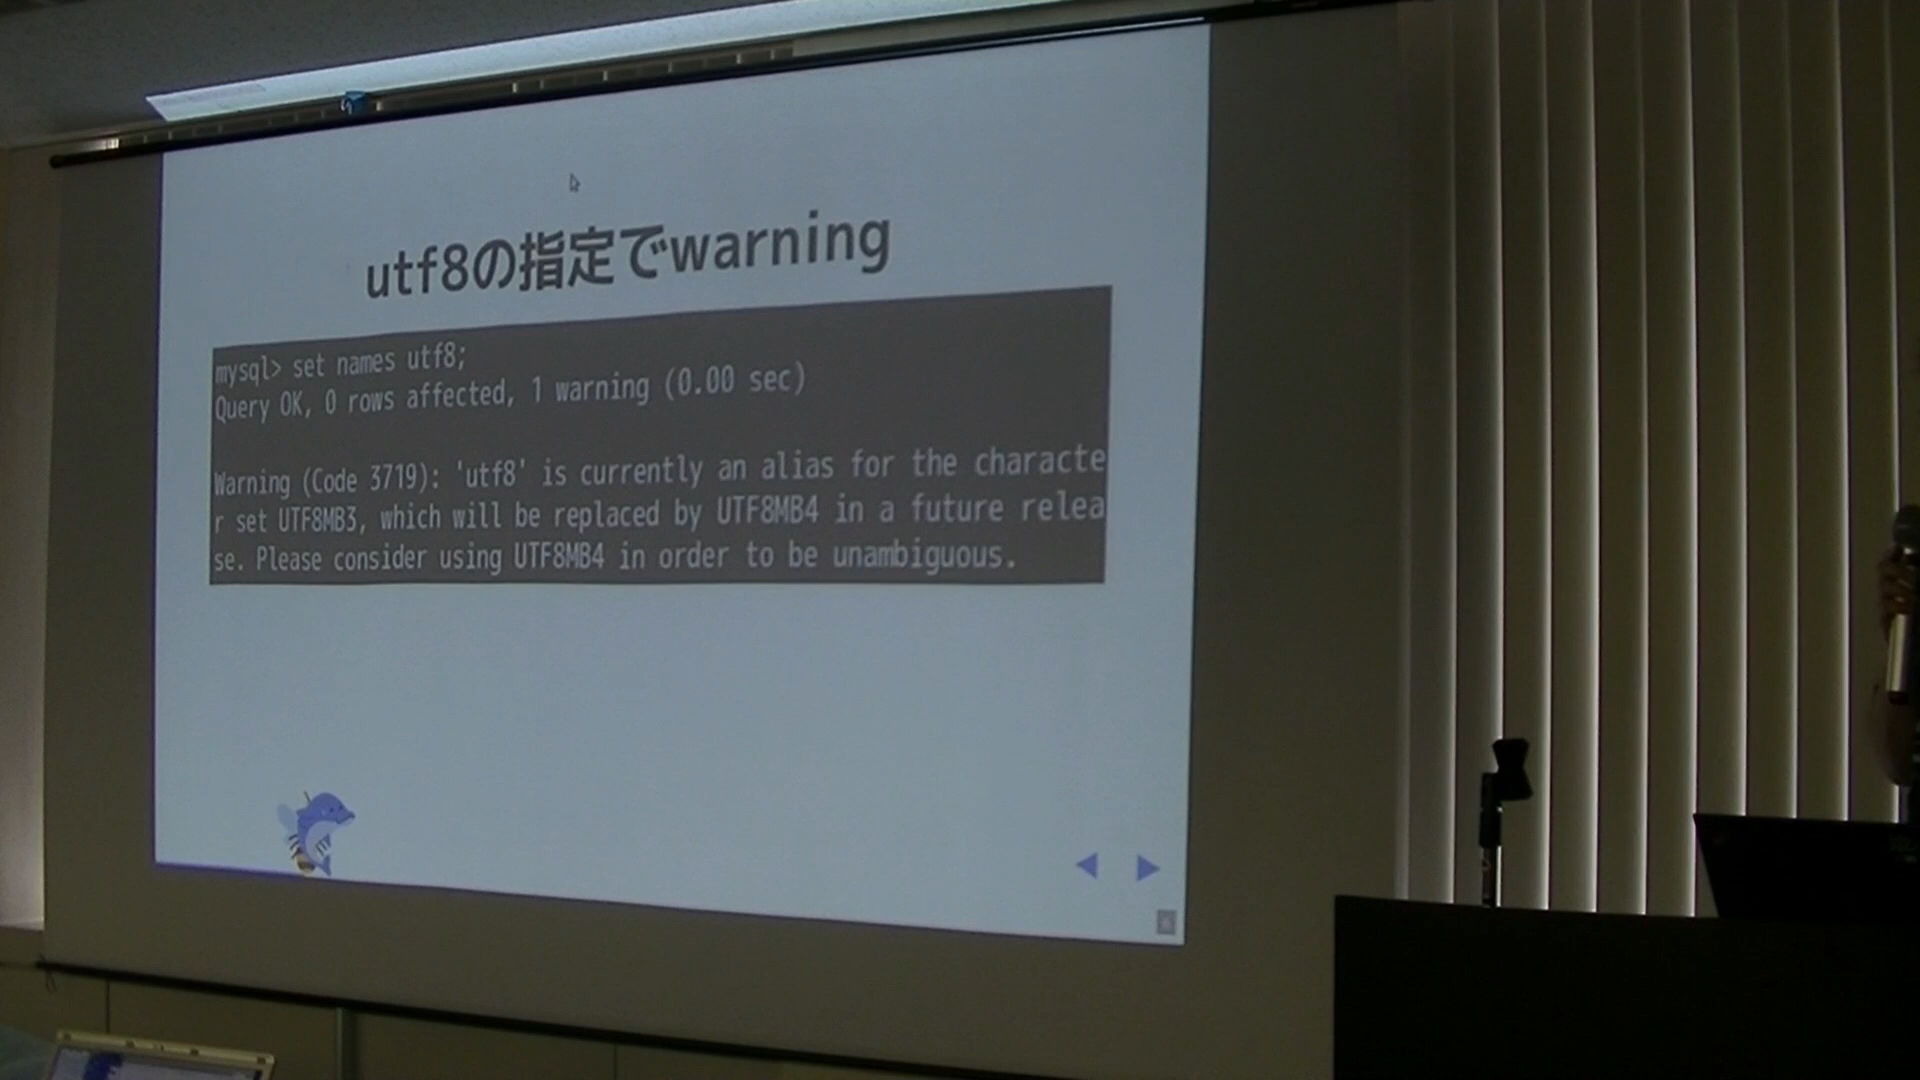 utf8の指定でwarning
mysql> set names utf8;
Query OK, 0 rows affected, 1 warning (0.00 sec)
Warning (Code 3719): 'utf8' is currently an alias for the characte
r set UTF8MB3, which will be replaced by UTF8MB4 in a future relea
se. Please consider using UTF8MB4 in order to be unambiguous.